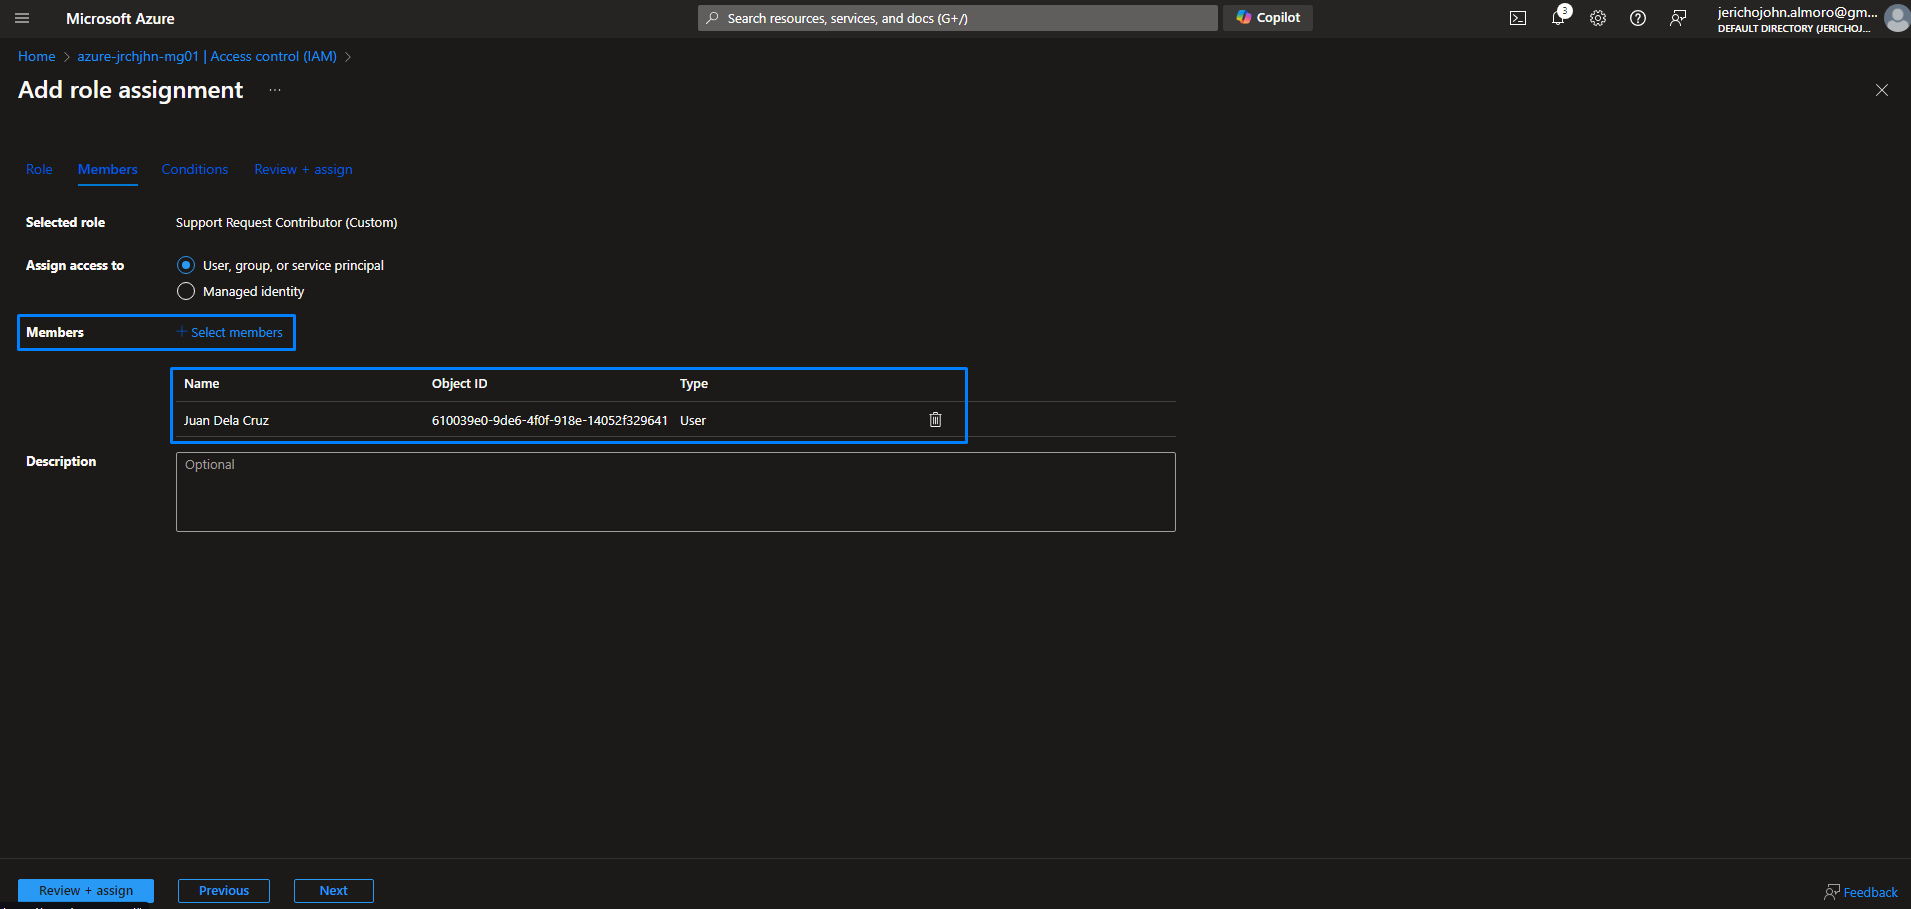 Microsoft Azure
Search resources, services, and docs (G+/)
Copilot
3
jerichojohn.almoro@gm...
DEFAULT DIRECTORY (JERICHOJ...
Home > azure-jrchjhn-mg01 | Access control (IAM) >
Add role assignment ...
Role Members Conditions Review + assign
Selected role Support Request Contributor (Custom)
Assign access to User, group, or service principal
Managed identity
Members + Select members
Name Object ID Type
Juan Dela Cruz 610039e0-9de6-4f0f-918e-14052f329641 User
Description Optional
Review + assign Previous Next
Feedback